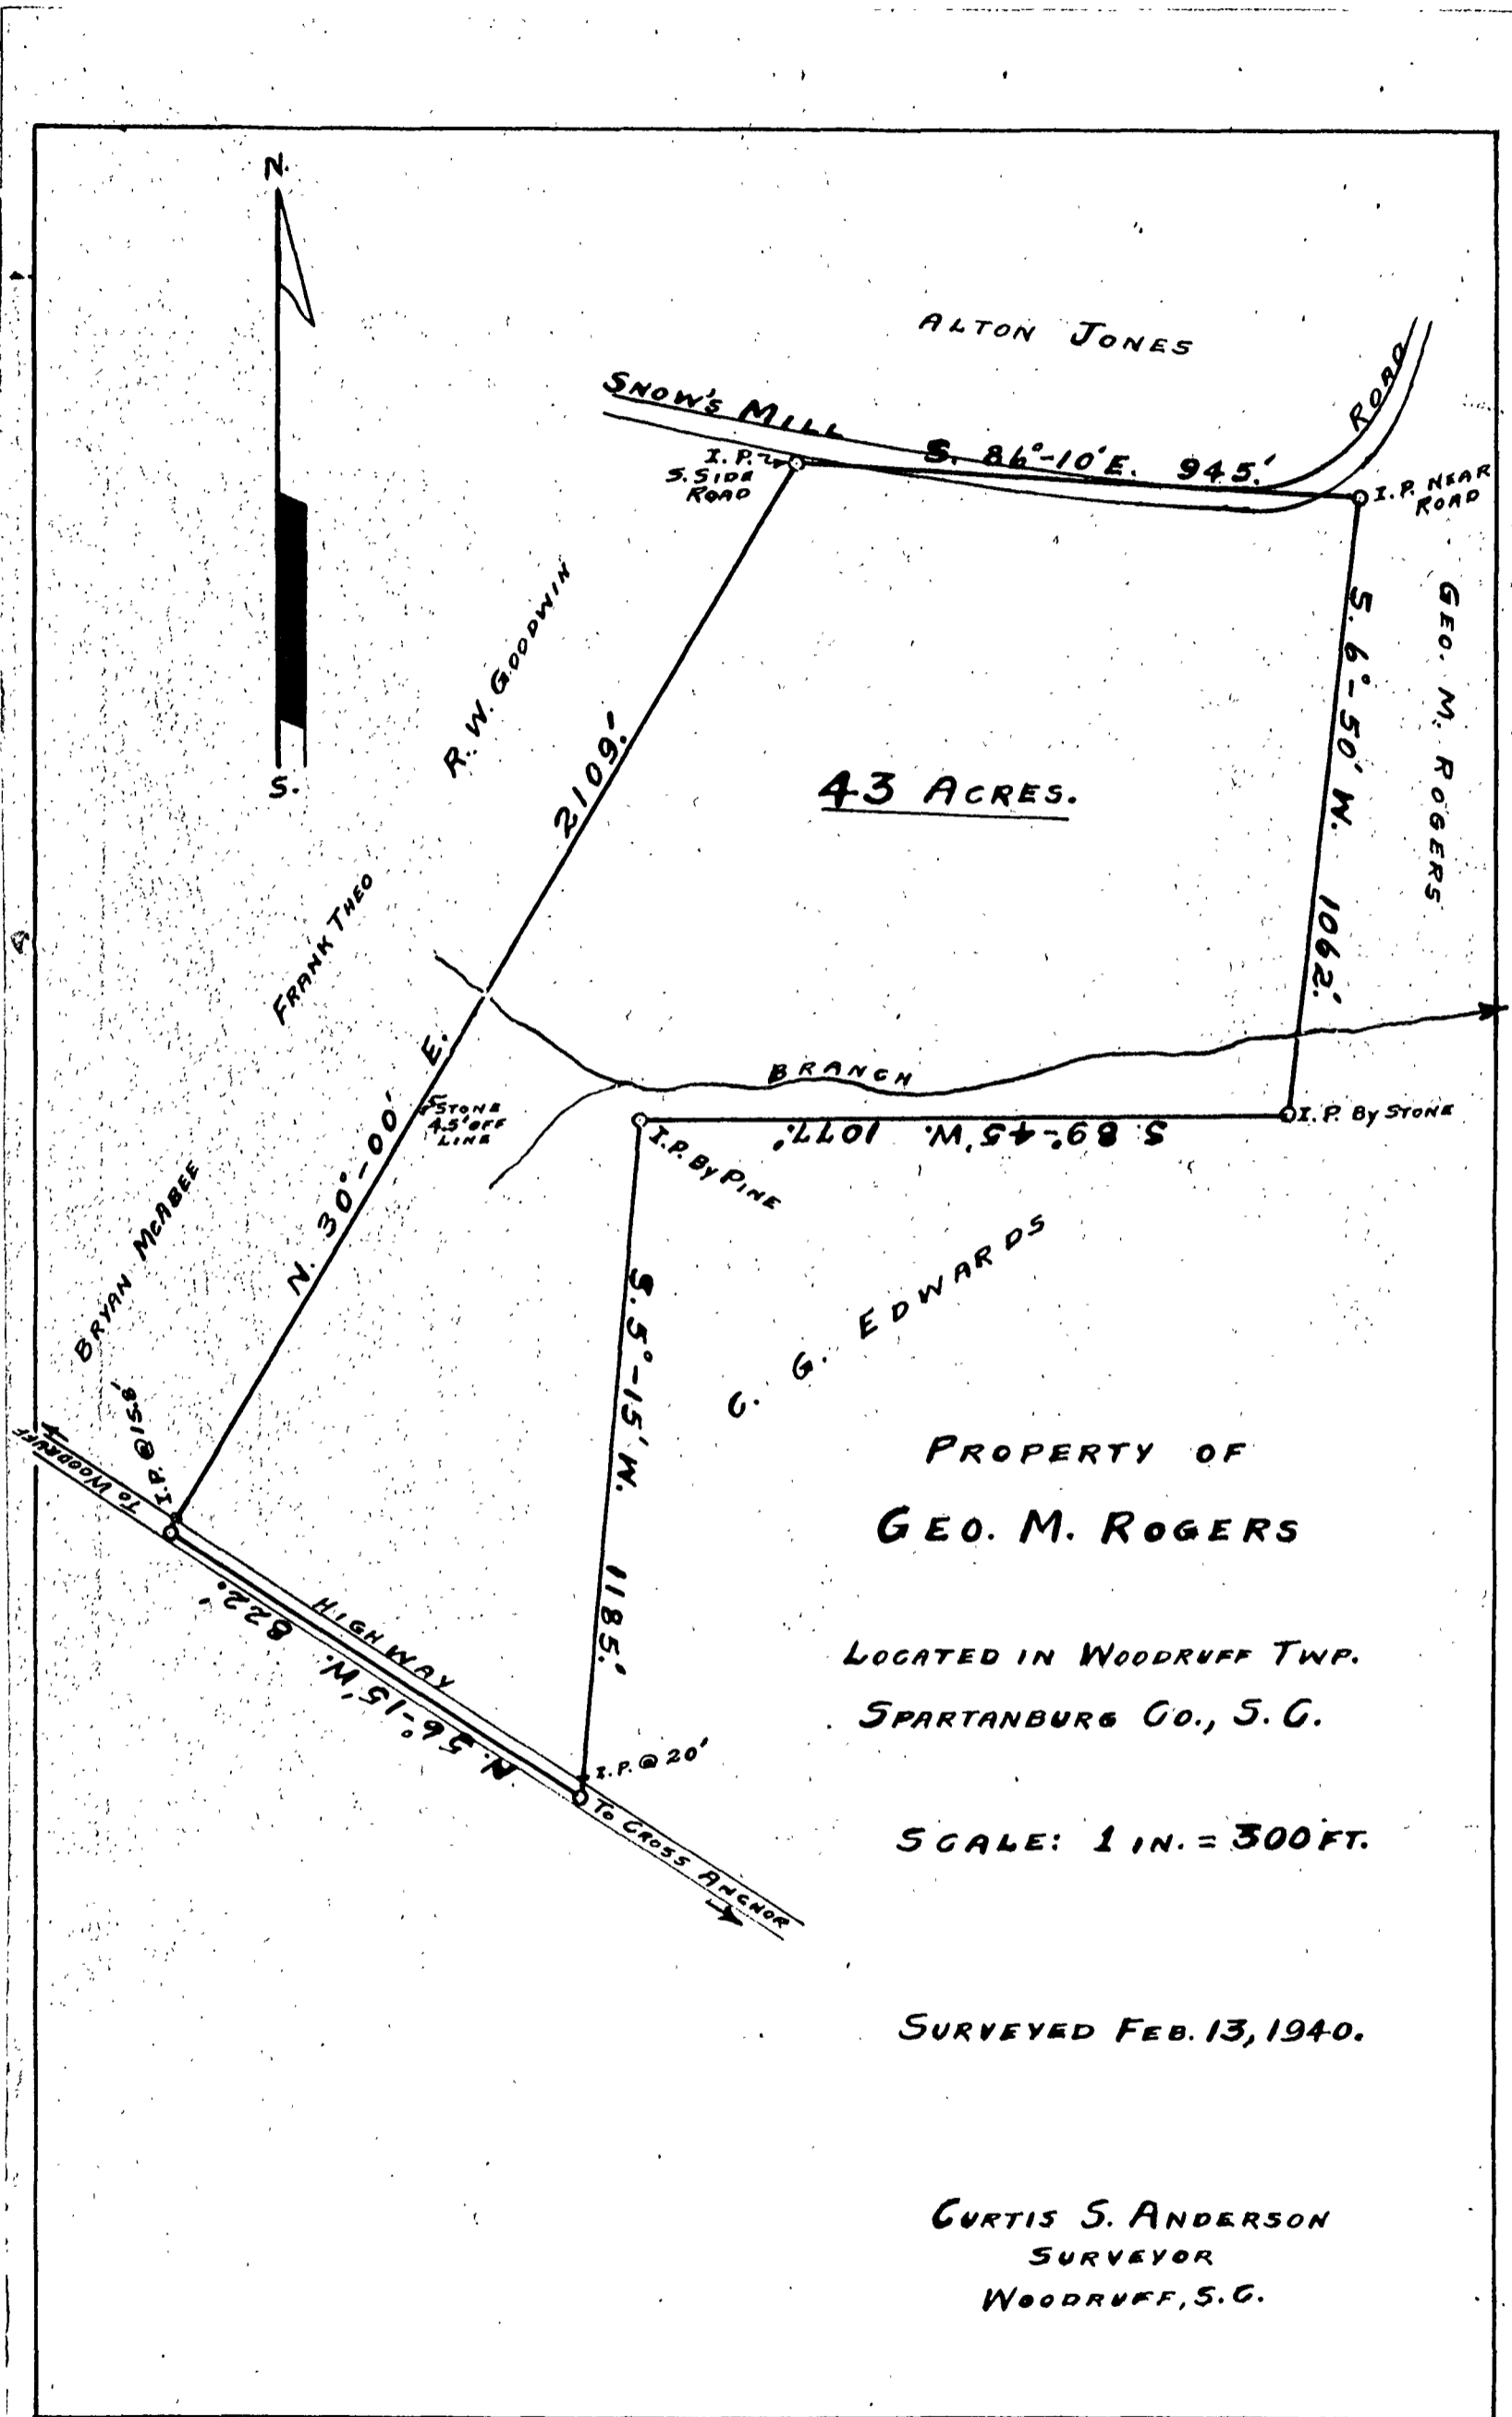 N.
S.
ALTON JONES
SNOW'S MILL ROAD
S. 86°-10' E. 945.'
I. P.
S. SIDE
ROAD
I. P. NEAR
ROAD
R. W. GOODWIN
2109.'
43 ACRES.
S. 6°-50' W. 1062.'
GEO. M. ROGERS
FRANK THEO
N. 30°-00' E.
STONE
4.5' OFF
LINE
BRANCH
I. P. BY STONE
S. 89°-45' W. 1077.'
I. P. BY PINE
BRYAN MCABEE
C. G. EDWARDS
S. 5°-15' W. 1185.'
I. P. @ 15.8'
TO WOODRUFF
HIGHWAY
N. 56°-15' W. 822.'
I. P. @ 20'
TO CROSS ANCHOR
PROPERTY OF
GEO. M. ROGERS
LOCATED IN WOODRUFF TWP.
SPARTANBURG CO., S. C.
SCALE: 1 IN. = 300 FT.
SURVEYED FEB. 13, 1940.
CURTIS S. ANDERSON
SURVEYOR
WOODRUFF, S. C.